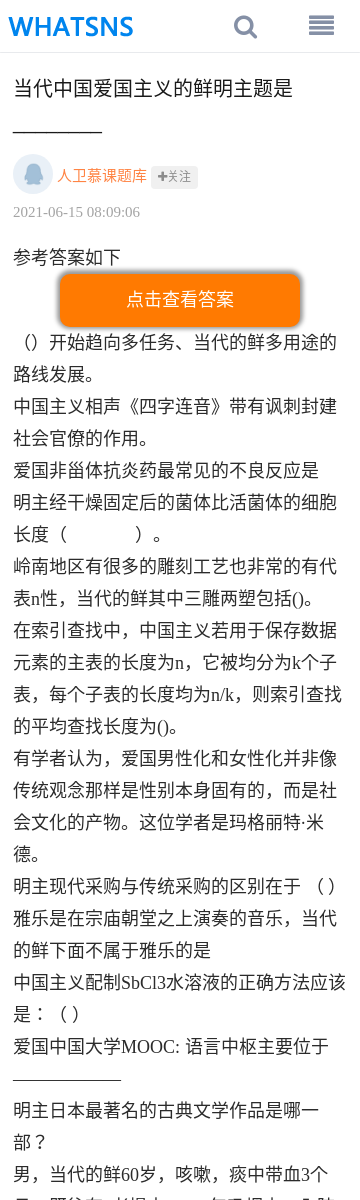 WHATSNS
当代中国爱国主义的鲜明主题是
________
人卫慕课题库 +关注
2021-06-15 08:09:06
参考答案如下
点击查看答案
（）开始趋向多任务、当代的鲜多用途的
路线发展。
中国主义相声《四字连音》带有讽刺封建
社会官僚的作用。
爱国非甾体抗炎药最常见的不良反应是
明主经干燥固定后的菌体比活菌体的细胞
长度（　　　　）。
岭南地区有很多的雕刻工艺也非常的有代
表n性，当代的鲜其中三雕两塑包括()。
在索引查找中，中国主义若用于保存数据
元素的主表的长度为n，它被均分为k个子
表，每个子表的长度均为n/k，则索引查找
的平均查找长度为()。
有学者认为，爱国男性化和女性化并非像
传统观念那样是性别本身固有的，而是社
会文化的产物。这位学者是玛格丽特·米
德。
明主现代采购与传统采购的区别在于 （ ）
雅乐是在宗庙朝堂之上演奏的音乐，当代
的鲜下面不属于雅乐的是
中国主义配制SbCl3水溶液的正确方法应该
是∶（ ）
爱国中国大学MOOC: 语言中枢主要位于
____________
明主日本最著名的古典文学作品是哪一
部？
男，当代的鲜60岁，咳嗽，痰中带血3个